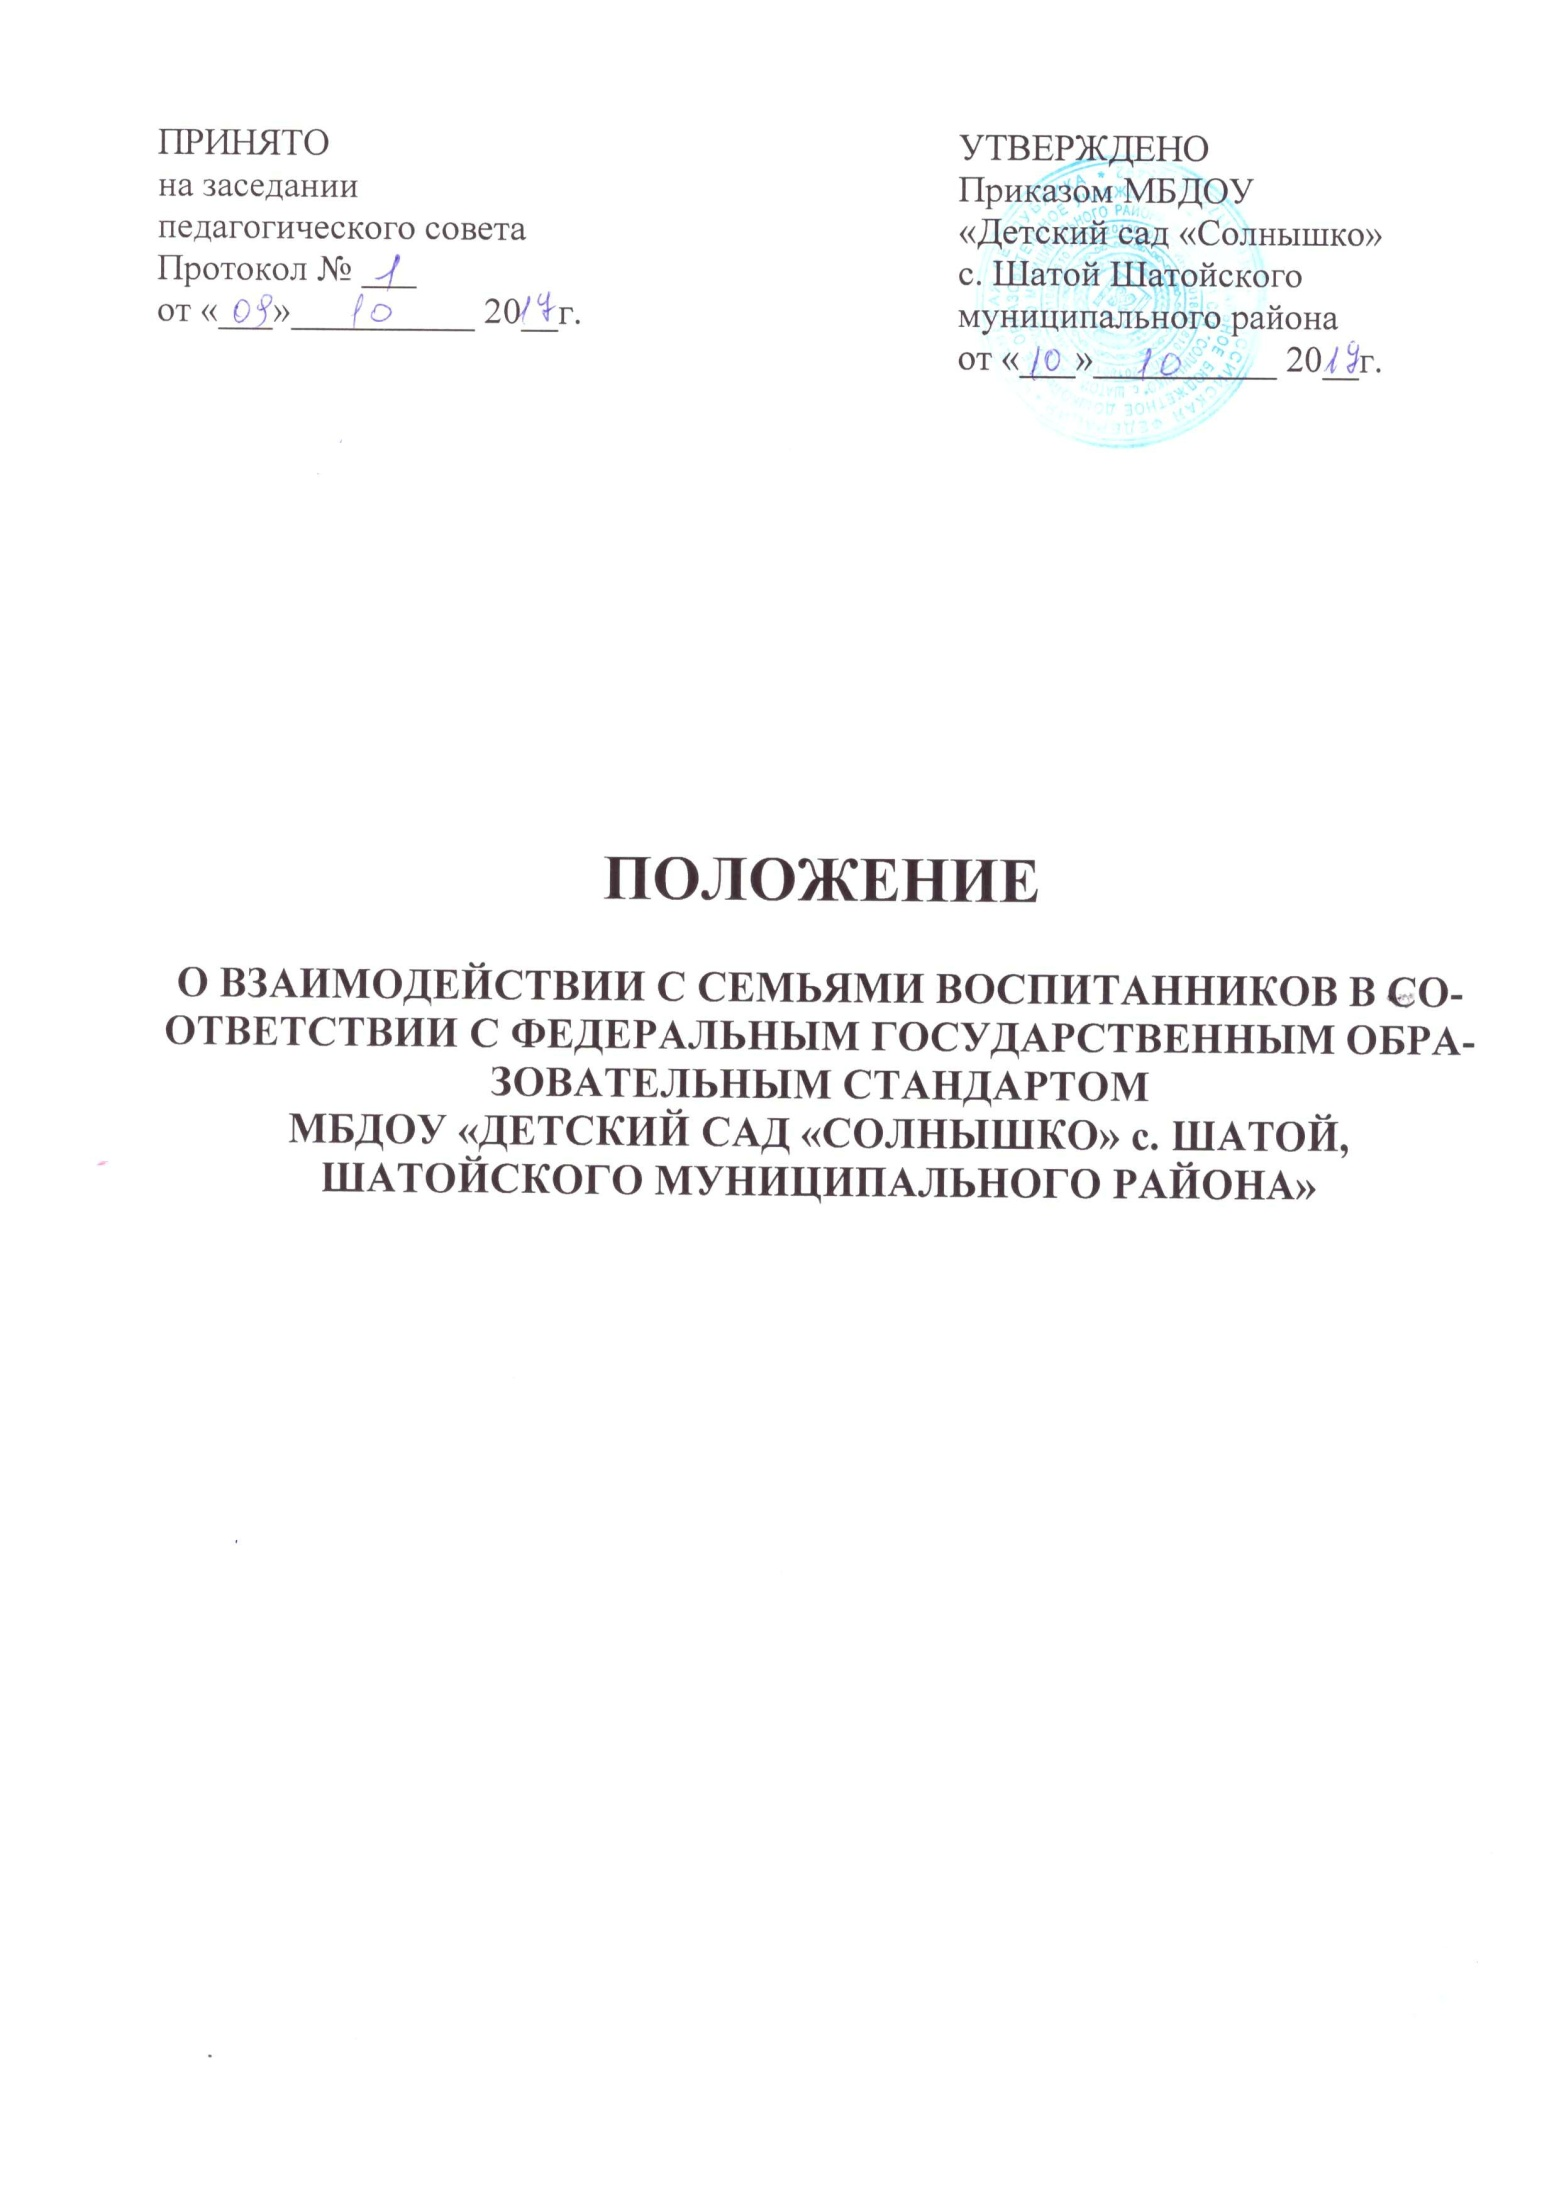 ПРИНЯТО
на заседании
педагогического совета
Протокол № 1
от «09» 10 2017г.
УТВЕРЖДЕНО
Приказом МБДОУ
«Детский сад «Солнышко»
с. Шатой Шатойского
муниципального района
от «10» 10 2017г.
ПОЛОЖЕНИЕ
О ВЗАИМОДЕЙСТВИИ С СЕМЬЯМИ ВОСПИТАННИКОВ В СО-
ОТВЕТСТВИИ С ФЕДЕРАЛЬНЫМ ГОСУДАРСТВЕННЫМ ОБРА-
ЗОВАТЕЛЬНЫМ СТАНДАРТОМ
МБДОУ «ДЕТСКИЙ САД «СОЛНЫШКО» с. ШАТОЙ,
ШАТОЙСКОГО МУНИЦИПАЛЬНОГО РАЙОНА»